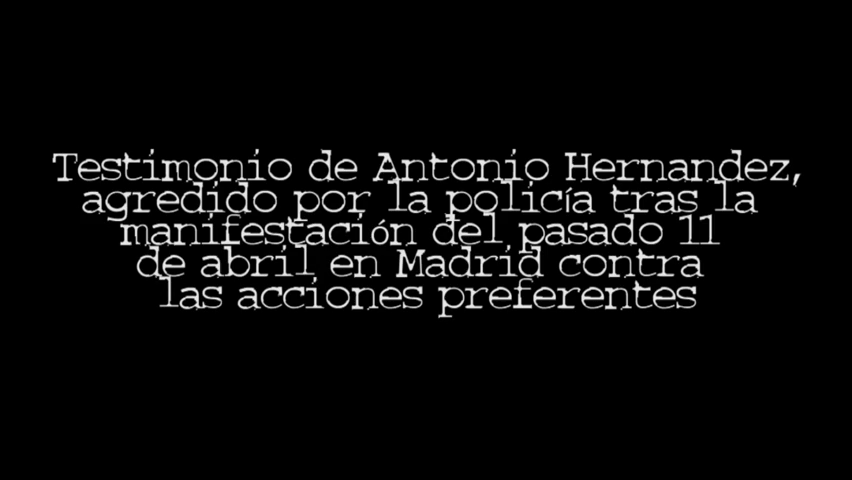 Testimonio de Antonio Hernandez,
agredido por la policía tras la
manifestación del pasado 11
de abril en Madrid contra
las acciones preferentes